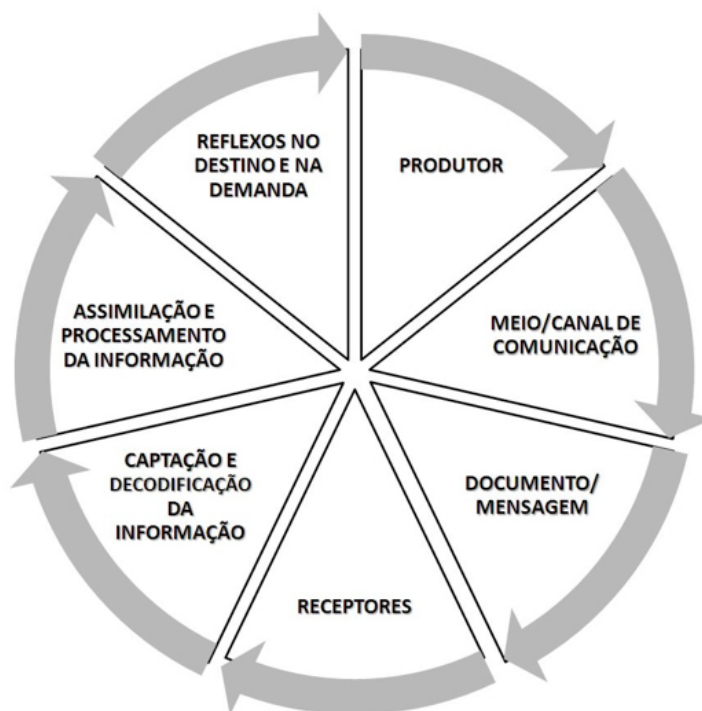 PRODUTOR
MEIO/CANAL DE
COMUNICAÇÃO
DOCUMENTO/
MENSAGEM
RECEPTORES
CAPTAÇÃO E
DECODIFICAÇÃO
DA
INFORMAÇÃO
ASSIMILAÇÃO E
PROCESSAMENTO
DA INFORMAÇÃO
REFLEXOS NO
DESTINO E NA
DEMANDA